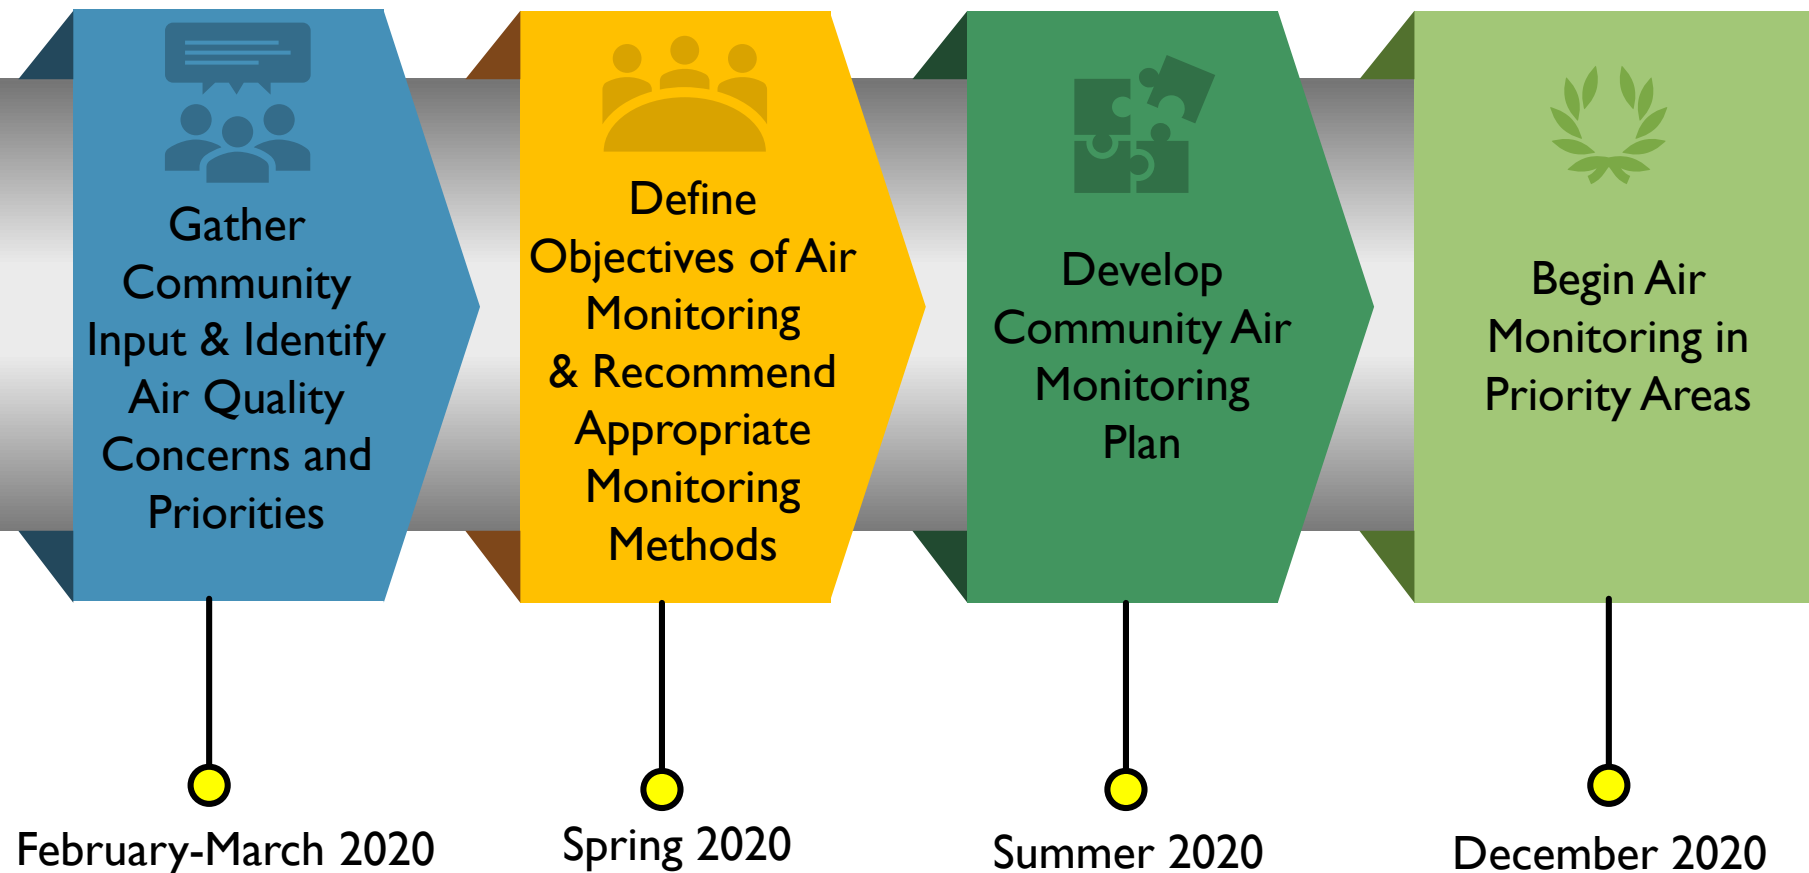 Gather
Community
Input & Identify
Air Quality
Concerns and
Priorities
February-March 2020
Define
Objectives of Air
Monitoring
& Recommend
Appropriate
Monitoring
Methods
Spring 2020
Develop
Community Air
Monitoring
Plan
Summer 2020
Begin Air
Monitoring in
Priority Areas
December 2020